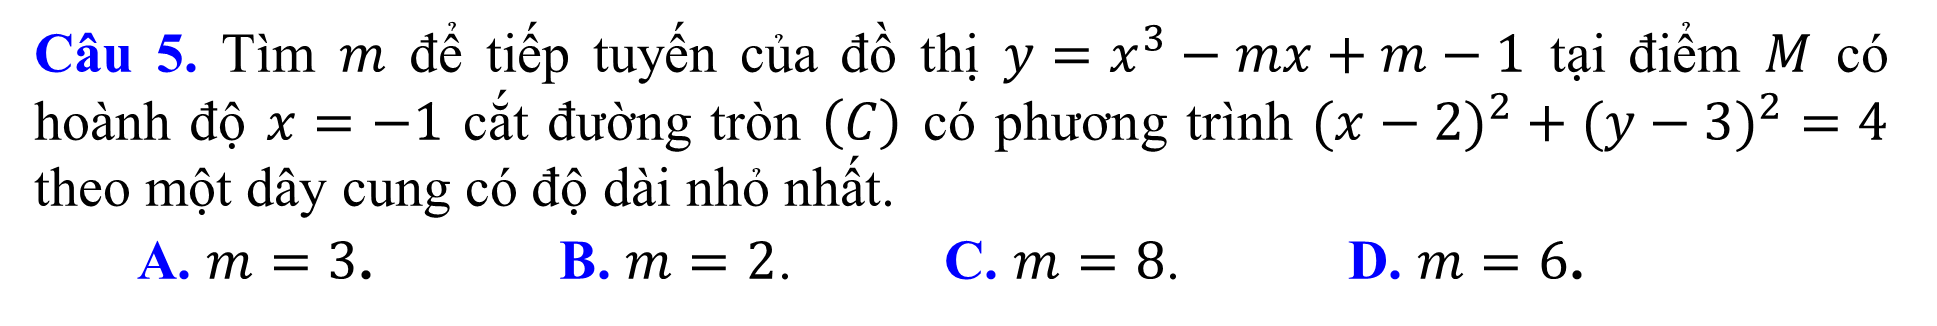 Câu 5. Tìm m để tiếp tuyến của đồ thị y = x³ − mx + m − 1 tại điểm M có
hoành độ x = −1 cắt đường tròn (C) có phương trình (x − 2)² + (y − 3)² = 4
theo một dây cung có độ dài nhỏ nhất.
A. m = 3. B. m = 2. C. m = 8. D. m = 6.